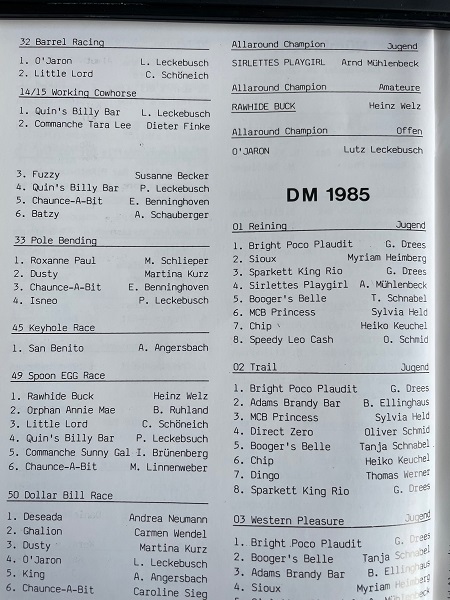 32 Barrel Racing
1. O'Jaron L. Leckebusch
2. Little Lord C. Schöneich
14/15 Working Cowhorse
1. Quin's Billy Bar L. Leckebusch
2. Commanche Tara Lee Dieter Finke
3. Fuzzy Susanne Becker
4. Quin's Billy Bar P. Leckebusch
5. Chaunce-A-Bit E. Benninghoven
6. Batzy A. Schauberger
33 Pole Bending
1. Roxanne Paul M. Schlieper
2. Dusty Martina Kurz
3. Chaunce-A-Bit E. Benninghoven
4. Isneo P. Leckebusch
45 Keyhole Race
1. San Benito A. Angersbach
49 Spoon EGG Race
1. Rawhide Buck Heinz Welz
2. Orphan Annie Mae B. Ruhland
3. Little Lord C. Schöneich
4. Quin's Billy Bar P. Leckebsuch
5. Commanche Sunny Gal I. Brünenberg
6. Chaunce-A-Bit M. Linnenweber
50 Dollar Bill Race
1. Deseada Andrea Neumann
2. Ghalion Carmen Wendel
3. Dusty Martina Kurz
4. O'Jaron L. Leckebusch
5. King A. Angersbach
6. Chaunce-A-Bit Caroline Sieg
Allaround Champion Jugend
SIRLETTES PLAYGIRL Arnd Mühlenbeck
Allaround Champion Amateure
RAWHIDE BUCK Heinz Welz
Allaround Champion Offen
O'JARON Lutz Leckebusch
DM 1985
01 Reining Jugend
1. Bright Poco Plaudit G. Drees
2. Sioux Myriam Heimberg
3. Sparkett King Rio G. Drees
4. Sirlettes Playgirl A. Mühlenbeck
5. Booger's Belle T. Schnabel
6. MCB Princess Sylvia Held
7. Chip Heiko Keuchel
8. Speedy Leo Cash O. Schmid
02 Trail Jugend
1. Bright Poco Plaudit G. Drees
2. Adams Brandy Bar B. Ellinghaus
3. MCB Princess Sylvia Held
4. Direct Zero Oliver Schmid
5. Booger's Belle Tanja Schnabel
6. Chip Heiko Keuchel
7. Dingo Thomas Werner
8. Sparkett King Rio G. Drees
03 Western Pleasure Jugend
1. Bright Poco Plaudit G. Drees
2. Booger's Belle Tanja Schnabel
3. Adams Brandy Bar B. Ellinghaus
4. Sioux Myriam Heimberg